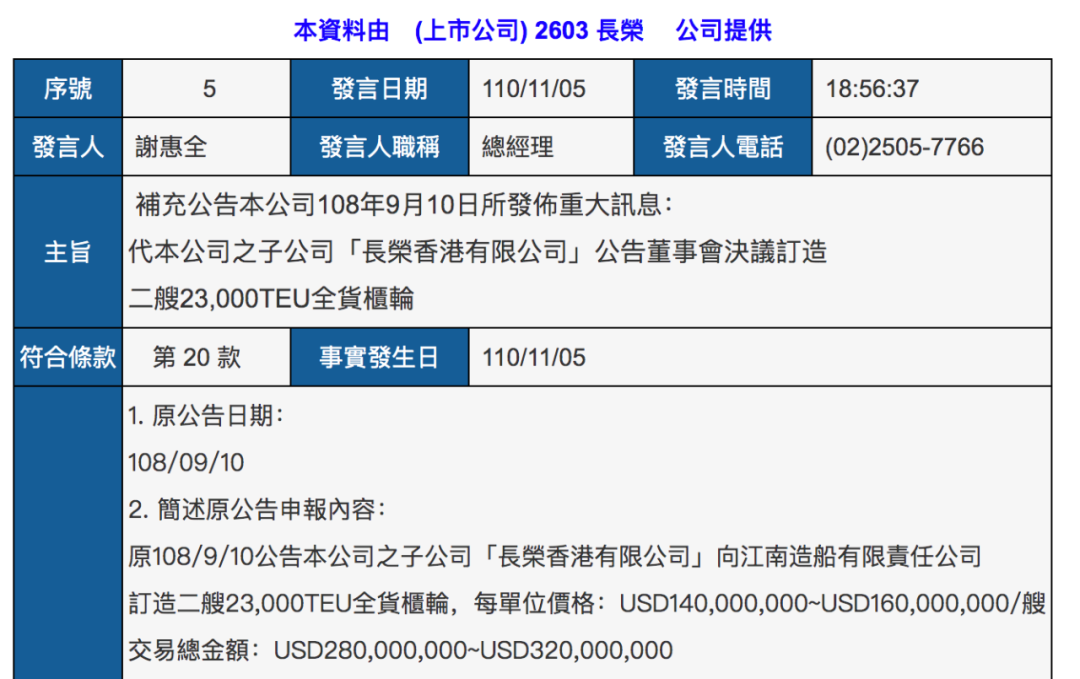 本資料由 (上市公司) 2603 長榮 公司提供
序號 5 發言日期 110/11/05 發言時間 18:56:37
發言人 謝惠全 發言人職稱 總經理 發言人電話 (02)2505-7766
主旨
補充公告本公司108年9月10日所發佈重大訊息：
代本公司之子公司「長榮香港有限公司」公告董事會決議訂造
二艘23,000TEU全貨櫃輪
符合條款 第 20 款 事實發生日 110/11/05
1. 原公告日期：
108/09/10
2. 簡述原公告申報內容：
原108/9/10公告本公司之子公司「長榮香港有限公司」向江南造船有限責任公司
訂造二艘23,000TEU全貨櫃輪，每單位價格：USD140,000,000~USD160,000,000/艘
交易總金額：USD280,000,000~USD320,000,000